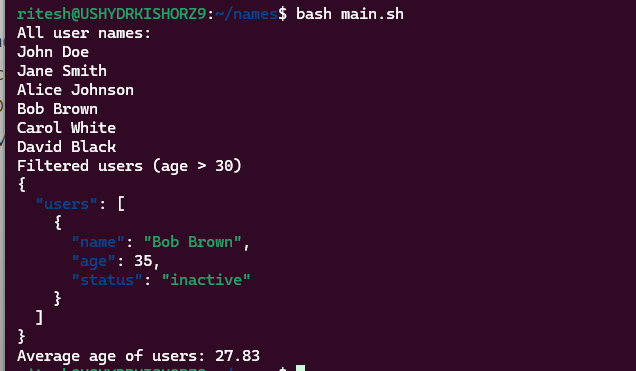 ritesh@USHYDRKISHORZ9:~/names$ bash main.sh
All user names:
John Doe
Jane Smith
Alice Johnson
Bob Brown
Carol White
David Black
Filtered users (age > 30)
{
  "users": [
    {
      "name": "Bob Brown",
      "age": 35,
      "status": "inactive"
    }
  ]
}
Average age of users: 27.83